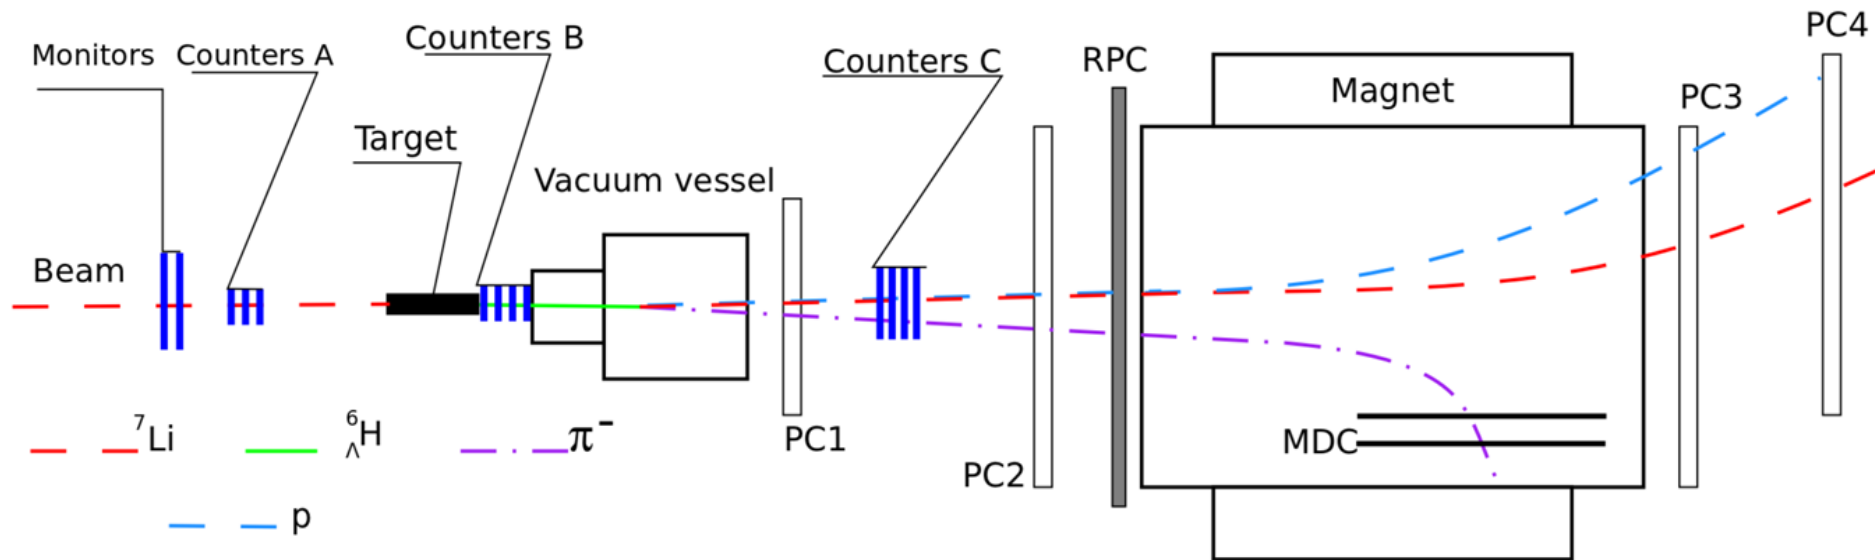 Monitors
Counters A
Counters B
Target
Beam
Vacuum vessel
PC1
Counters C
PC2
RPC
Magnet
MDC
PC3
PC4
⁷Li
⁶ΛH
π⁻
p